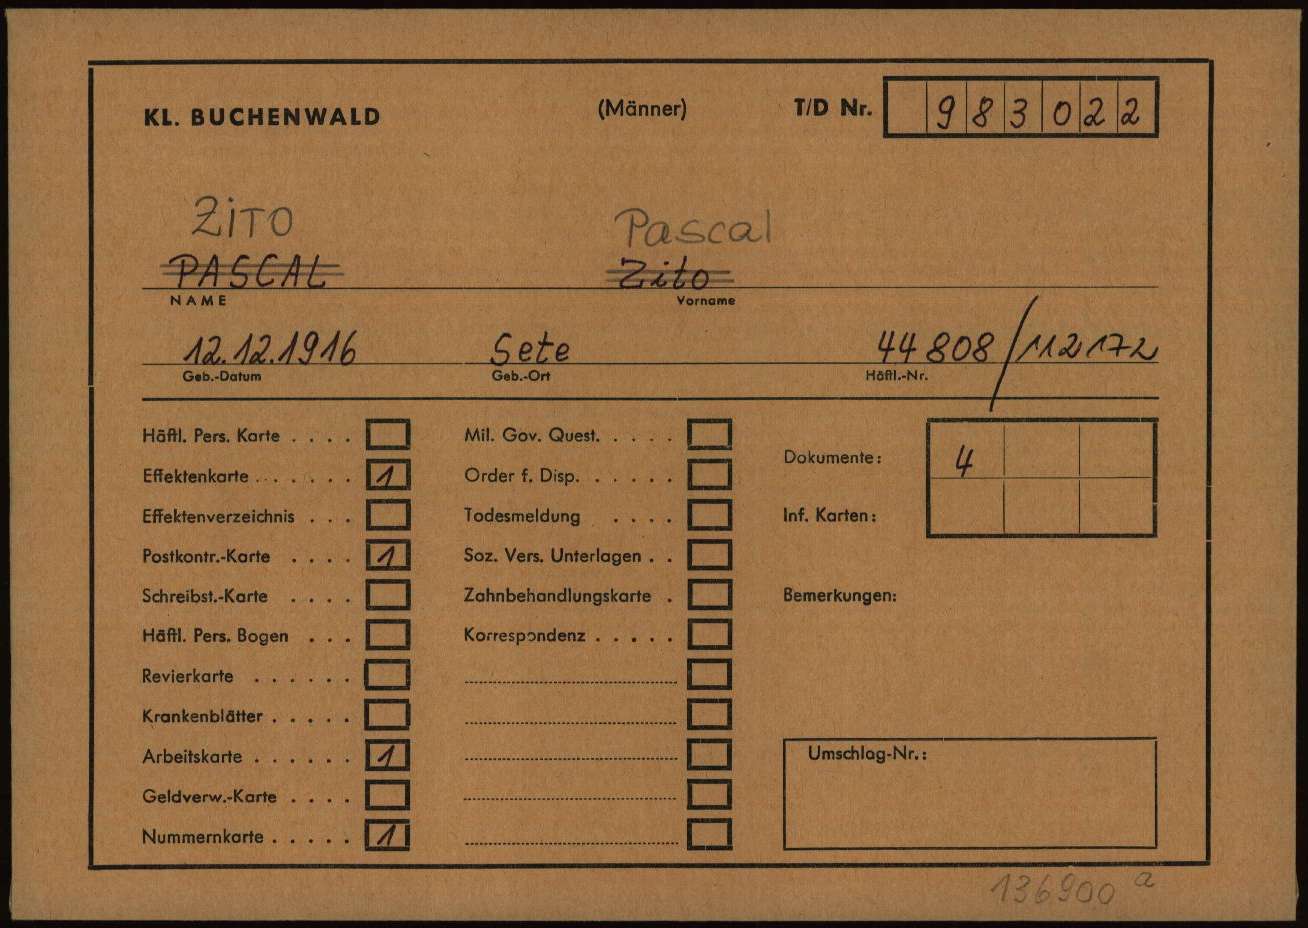 KL. BUCHENWALD (Männer) T/D Nr. 983022
ZiTO Pascal
PASCAL Zito
NAME Vorname
12.12.1916 Sete 44808/112172
Geb.-Datum Geb.-Ort Häftl.-Nr.
Häftl. Pers. Karte . . . .
Effektenkarte . . . . . . 1
Effektenverzeichnis . . .
Postkontr.-Karte . . . . 1
Schreibst.-Karte . . . .
Häftl. Pers. Bogen . . .
Revierkarte . . . . . .
Krankenblätter . . . . .
Arbeitskarte . . . . . . 1
Geldverw.-Karte . . . .
Nummernkarte . . . . . 1
Mil. Gov. Quest. . . . . .
Order f. Disp. . . . . . .
Todesmeldung . . . .
Soz. Vers. Unterlagen . .
Zahnbehandlungskarte .
Korrespondenz . . . . .
Dokumente: 4
Inf. Karten:
Bemerkungen:
Umschlag-Nr.:
136900 a